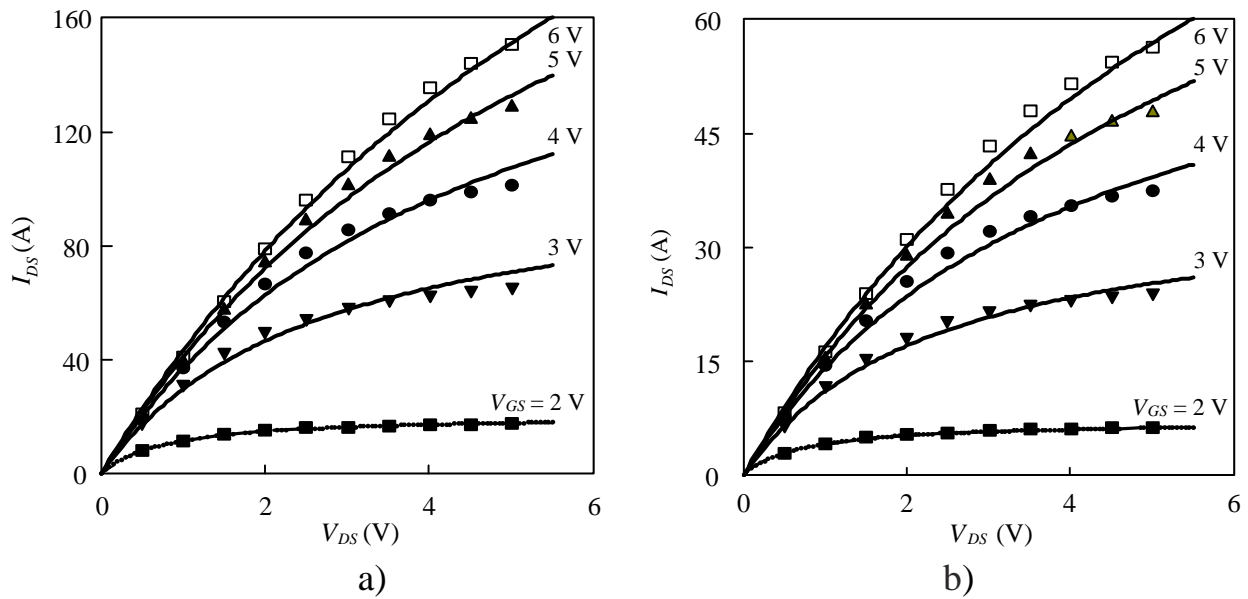 160
120
80
40
0
0
2
4
6
I_DS (A)
V_DS (V)
6 V
5 V
4 V
3 V
V_GS = 2 V
a)
60
45
30
15
0
0
2
4
6
I_DS (A)
V_DS (V)
6 V
5 V
4 V
3 V
V_GS = 2 V
b)